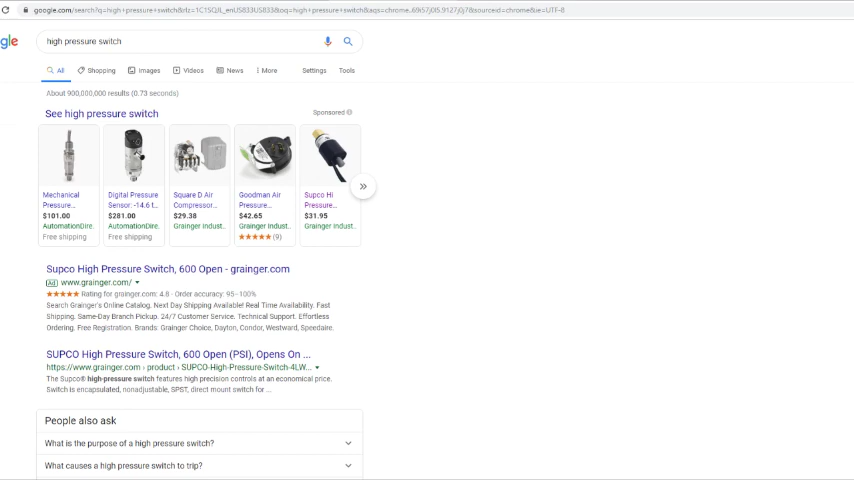 google.com/search?q=high+pressure+switch&rlz=1C1SQJL_enUS833US833&oq=high+pressure+switch&aqs=chrome..69i57j0l5.9127j0j7&sourceid=chrome&ie=UTF-8
gle
high pressure switch
All Shopping Images Videos News More Settings Tools
About 900,000,000 results (0.73 seconds)
See high pressure switch
Sponsored
Mechanical
Pressure...
$101.00
AutomationDire.
Free shipping
Digital Pressure
Sensor: -14.6 t...
$281.00
AutomationDire.
Free shipping
Square D Air
Compressor...
$29.38
Grainger Indust..
Goodman Air
Pressure...
$42.65
Grainger Indust..
(9)
Supco Hi
Pressure...
$31.95
Grainger Indust..
Supco High Pressure Switch, 600 Open - grainger.com
Ad www.grainger.com/
Rating for grainger.com: 4.8 - Order accuracy: 95–100%
Search Grainger's Online Catalog. Next Day Shipping Available! Real Time Availability. Fast
Shipping. Same-Day Branch Pickup. 24/7 Customer Service. Technical Support. Effortless
Ordering. Free Registration. Brands: Grainger Choice, Dayton, Condor, Westward, Speedaire.
SUPCO High Pressure Switch, 600 Open (PSI), Opens On ...
https://www.grainger.com › product › SUPCO-High-Pressure-Switch-4LW...
The Supco® high-pressure switch features high precision controls at an economical price.
Switch is encapsulated, nonadjustable, SPST, direct mount switch for ...
People also ask
What is the purpose of a high pressure switch?
What causes a high pressure switch to trip?